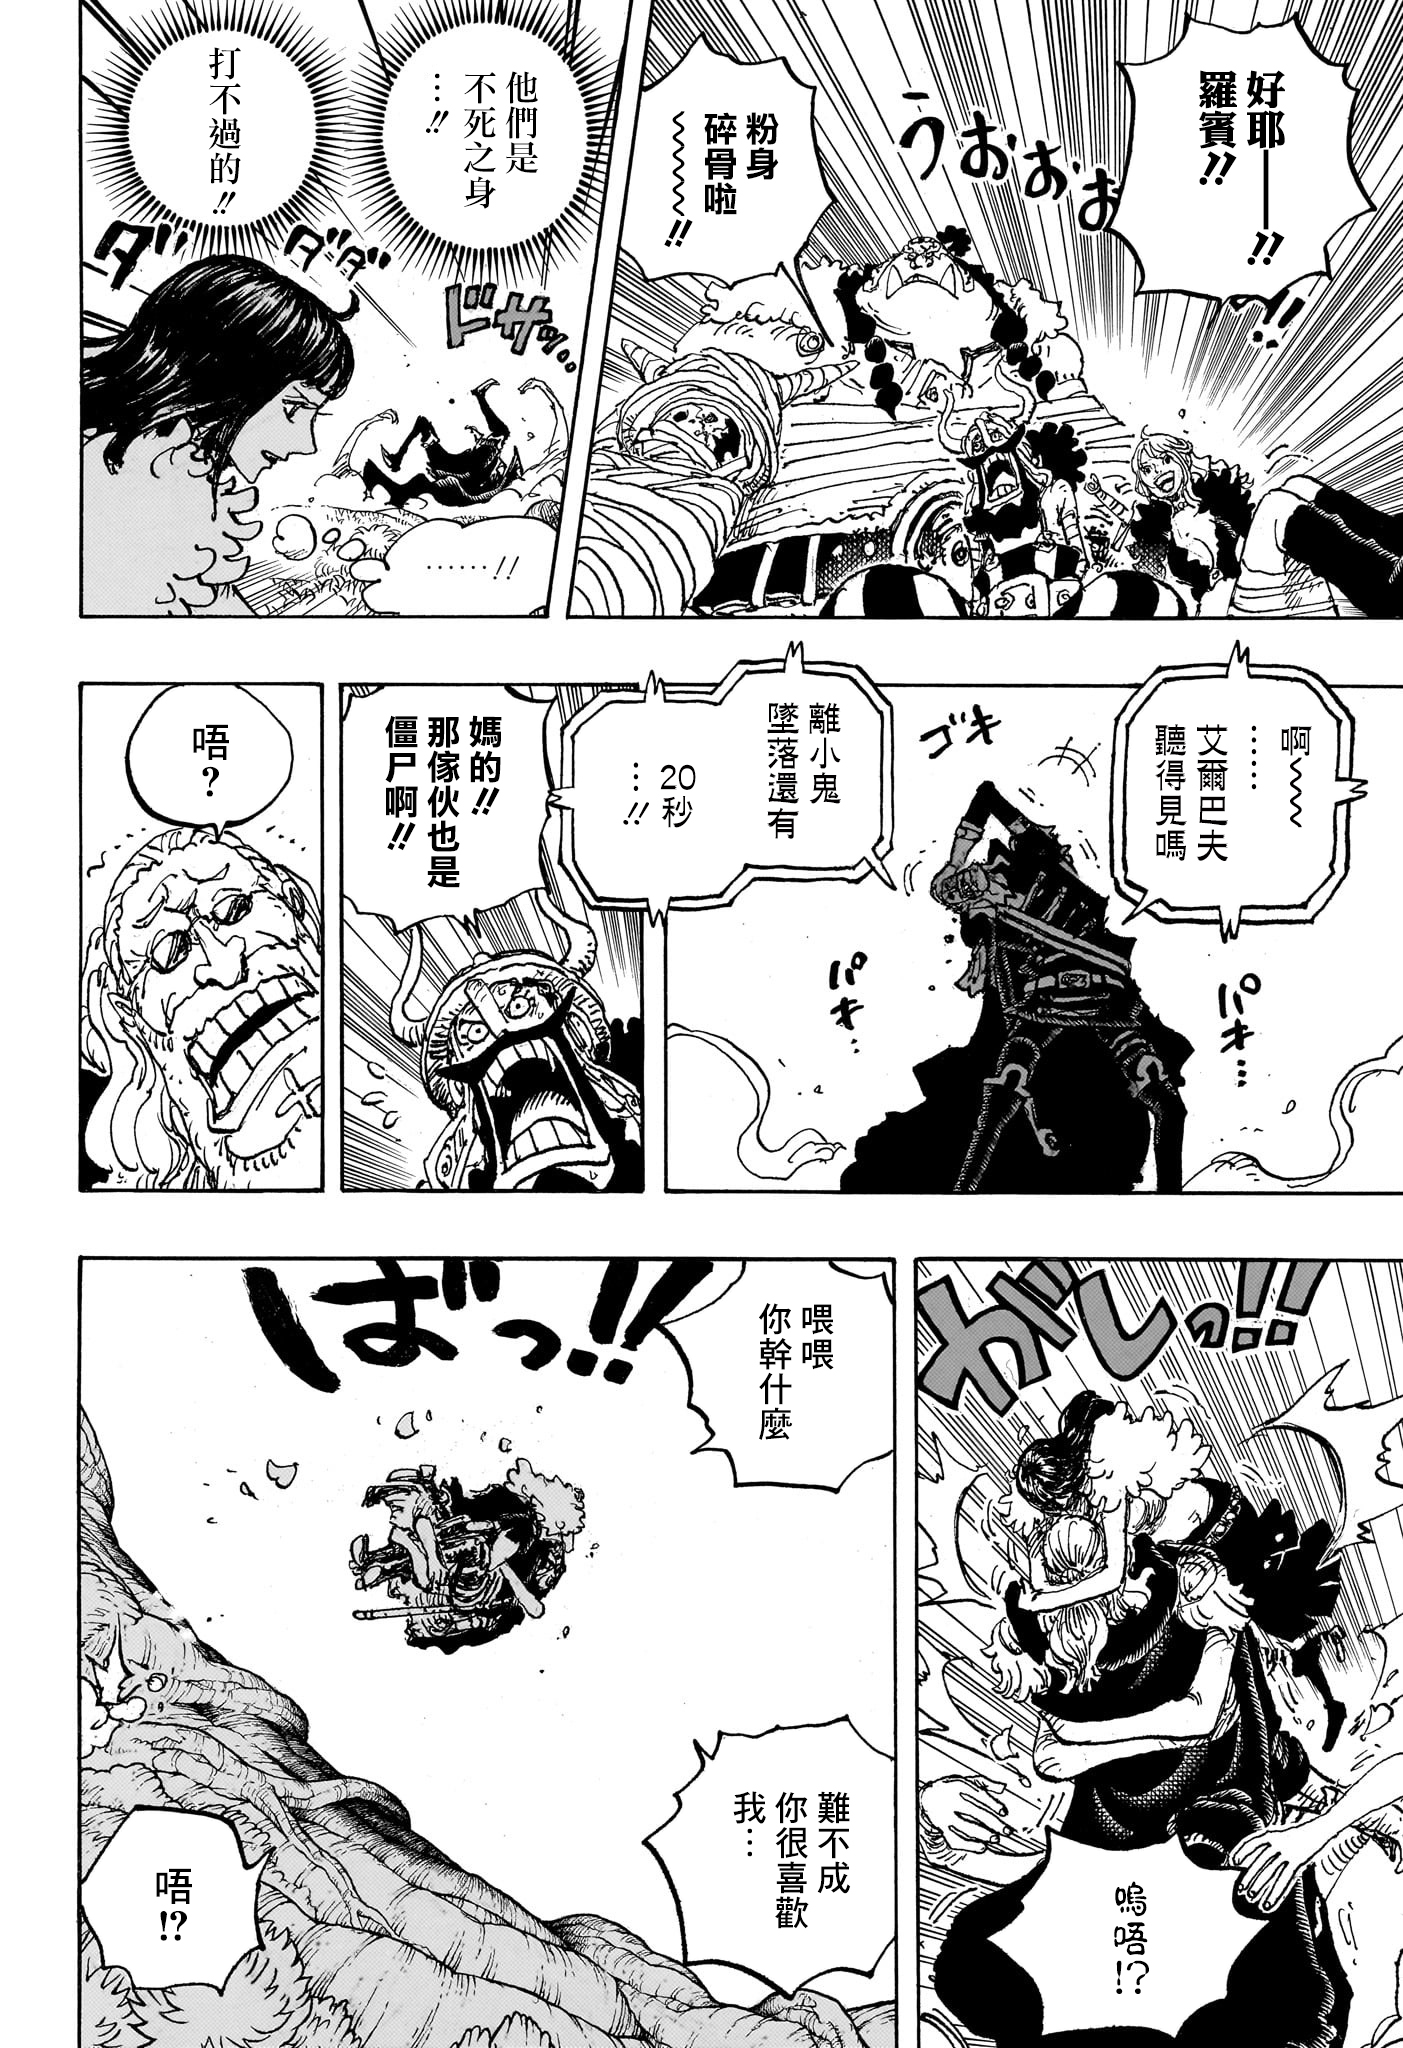 好耶——!!
羅賓!!
うおおおお
!!
粉身
碎骨啦
~~~~~!!
他們是
不死之身
…!!
打不過的!!
ドサッ…
ダダダッ
……!!
啊~~~
……
艾爾巴夫
聽得見嗎
ゴキ
パキ…
パキ
離小鬼
墜落還有
20秒
…!!
媽的!!
那傢伙也是
僵尸啊!!
唔?
がしっ!!
嗚唔!?
喂喂
你幹什麼
ばっ!!
難不成
你很喜歡
我…
唔!?